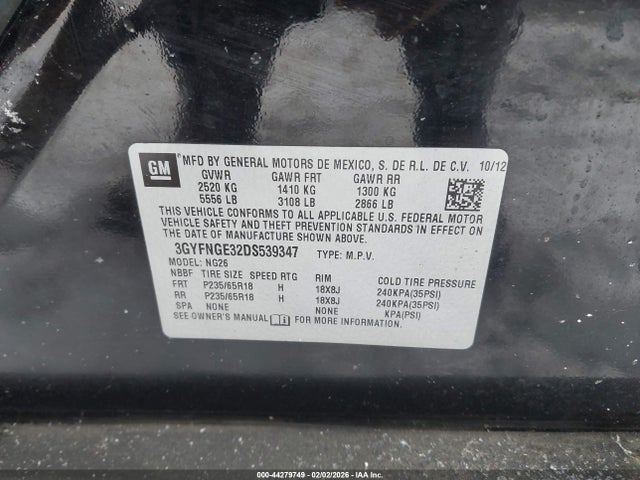 GM
MFD BY GENERAL MOTORS DE MEXICO, S. DE R.L. DE C.V. 10/12
GVWR GAWR FRT GAWR RR
2520 KG 1410 KG 1300 KG
5556 LB 3108 LB 2866 LB
THIS VEHICLE CONFORMS TO ALL APPLICABLE U.S. FEDERAL MOTOR
VEHICLE SAFETY AND THEFT PREVENTION STANDARDS IN EFFECT
ON THE DATE OF MANUFACTURE SHOWN ABOVE.
3GYFNGE32DS539347 TYPE: M.P.V.
MODEL: NG26
NBBF TIRE SIZE SPEED RTG RIM COLD TIRE PRESSURE
FRT P235/65R18 H 18X8J 240KPA(35PSI)
RR P235/65R18 H 18X8J 240KPA(35PSI)
SPA NONE NONE KPA(PSI)
SEE OWNER'S MANUAL FOR MORE INFORMATION.
000-44279749 - 02/02/2026 - IAA Inc.